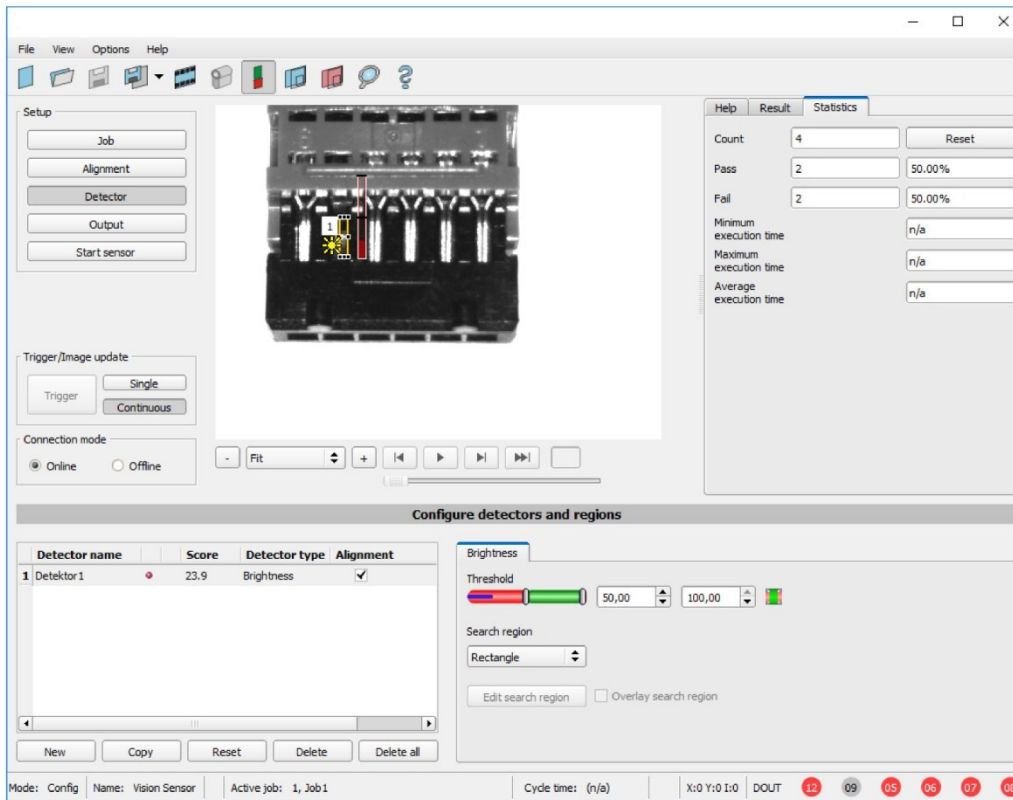 File View Options Help
Setup
Job
Alignment
Detector
Output
Start sensor
Trigger/Image update
Trigger
Single
Continuous
Connection mode
Online Offline
1
- Fit +
Help Result Statistics
Count 4 Reset
Pass 2 50.00%
Fail 2 50.00%
Minimum
execution time n/a
Maximum
execution time n/a
Average
execution time n/a
Configure detectors and regions
Detector name Score Detector type Alignment
1 Detektor1 23.9 Brightness
New Copy Reset Delete Delete all
Brightness
Threshold
50,00 100,00
Search region
Rectangle
Edit search region Overlay search region
Mode: Config Name: Vision Sensor Active job: 1, Job1 Cycle time: (n/a) X:0 Y:0 I:0 DOUT 12 09 05 06 07 08